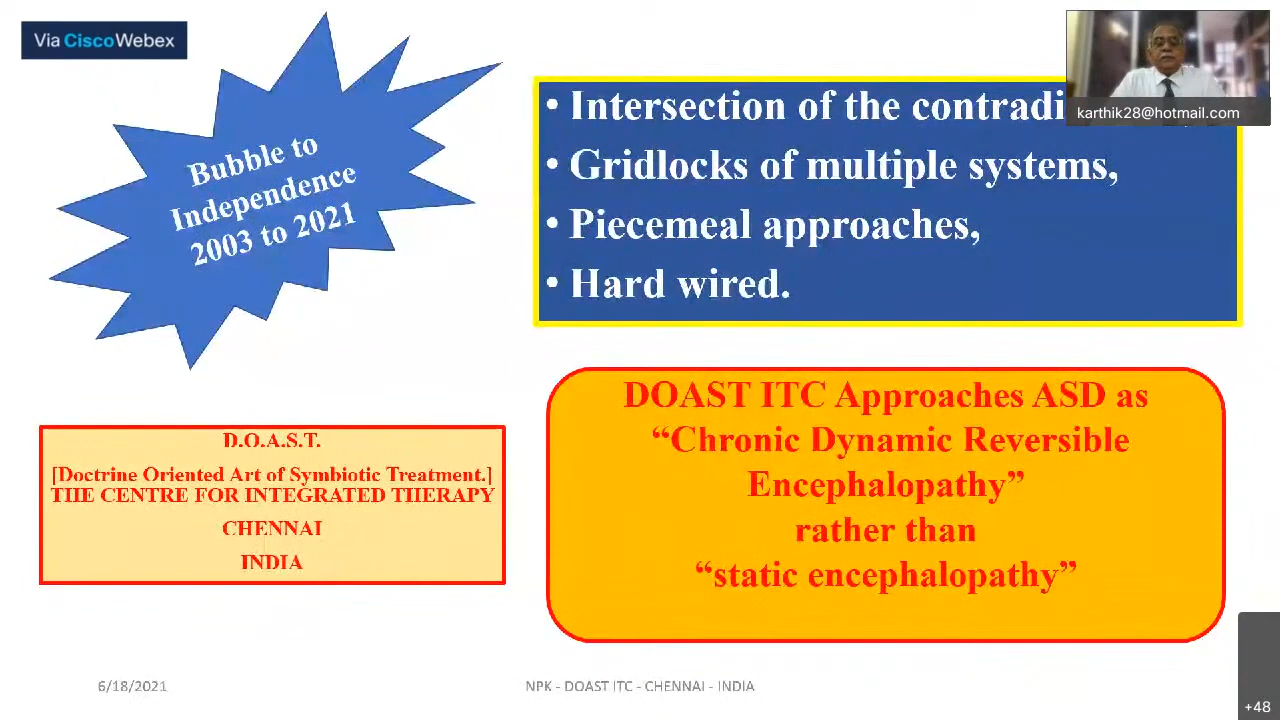 Via CiscoWebex
Bubble to
Independence
2003 to 2021
• Intersection of the
• Gridlocks of multiple systems,
• Piecemeal approaches,
• Hard wired.
karthik28@hotmail.com
D.O.A.S.T.
[Doctrine Oriented Art of Symbiotic Treatment.]
THE CENTRE FOR INTEGRATED THERAPY
CHENNAI
INDIA
DOAST ITC Approaches ASD as
“Chronic Dynamic Reversible
Encephalopathy”
rather than
“static encephalopathy”
6/18/2021
NPK - DOAST ITC - CHENNAI - INDIA
+48